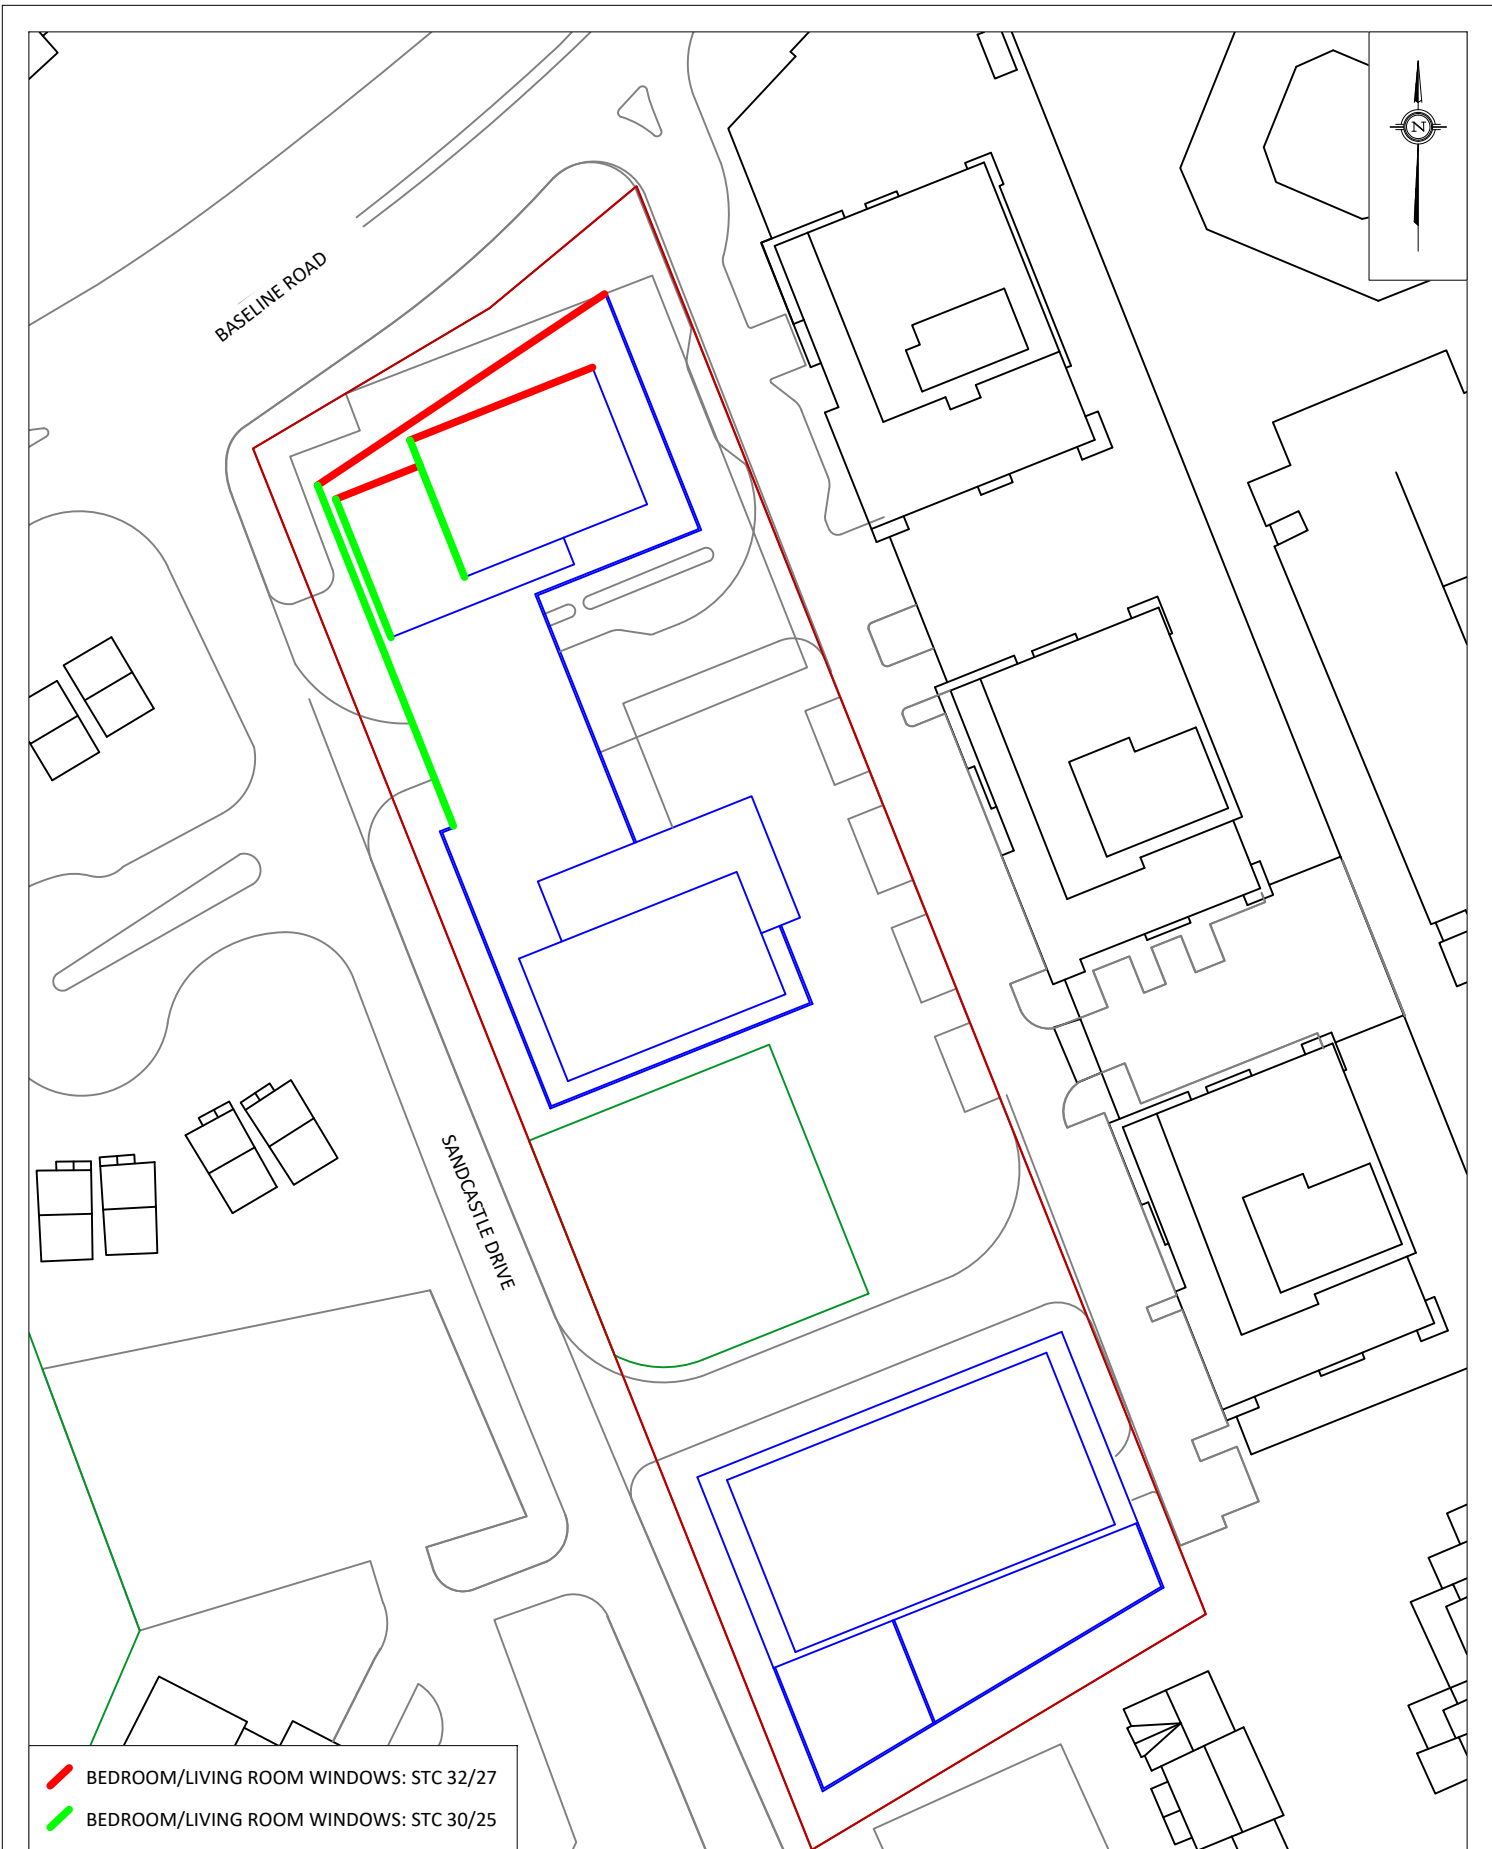 N
BASELINE ROAD
SANDCASTLE DRIVE
BEDROOM/LIVING ROOM WINDOWS: STC 32/27
BEDROOM/LIVING ROOM WINDOWS: STC 30/25